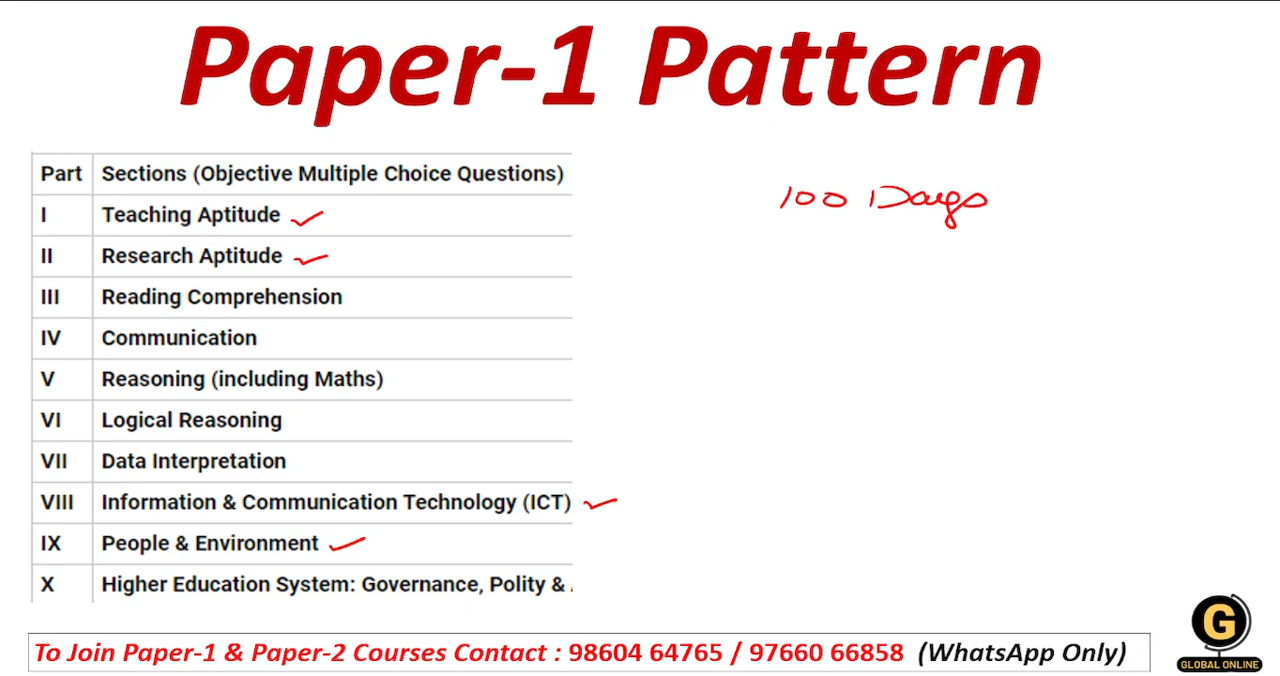 Paper-1 Pattern
Part Sections (Objective Multiple Choice Questions)
100 Days
I Teaching Aptitude
II Research Aptitude
III Reading Comprehension
IV Communication
V Reasoning (including Maths)
VI Logical Reasoning
VII Data Interpretation
VIII Information & Communication Technology (ICT)
IX People & Environment
X Higher Education System: Governance, Polity &
G
GLOBAL ONLINE
To Join Paper-1 & Paper-2 Courses Contact : 98604 64765 / 97660 66858 (WhatsApp Only)